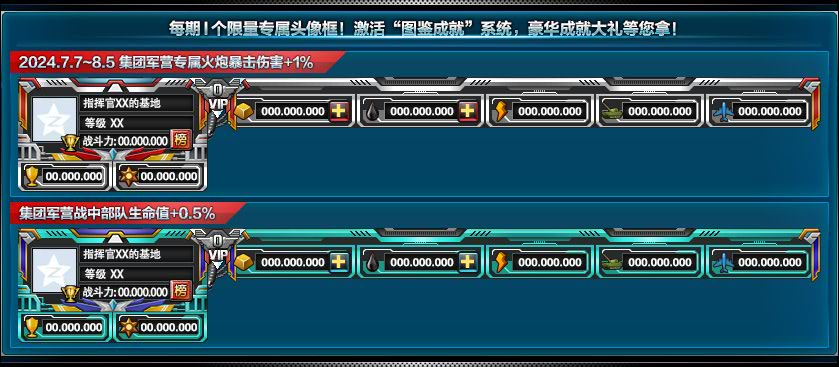 每期1个限量专属头像框！激活“图鉴成就”系统，豪华成就大礼等您拿！
2024.7.7~8.5 集团军营专属火炮暴击伤害+1%
指挥官XX的基地
等级 XX
战斗力:00.000.000 榜
0
VIP
000.000.000
000.000.000
000.000.000
000.000.000
000.000.000
00.000.000
00.000.000
集团军营战中部队生命值+0.5%
指挥官XX的基地
等级 XX
战斗力:00.000.000 榜
0
VIP
000.000.000
000.000.000
000.000.000
000.000.000
000.000.000
00.000.000
00.000.000